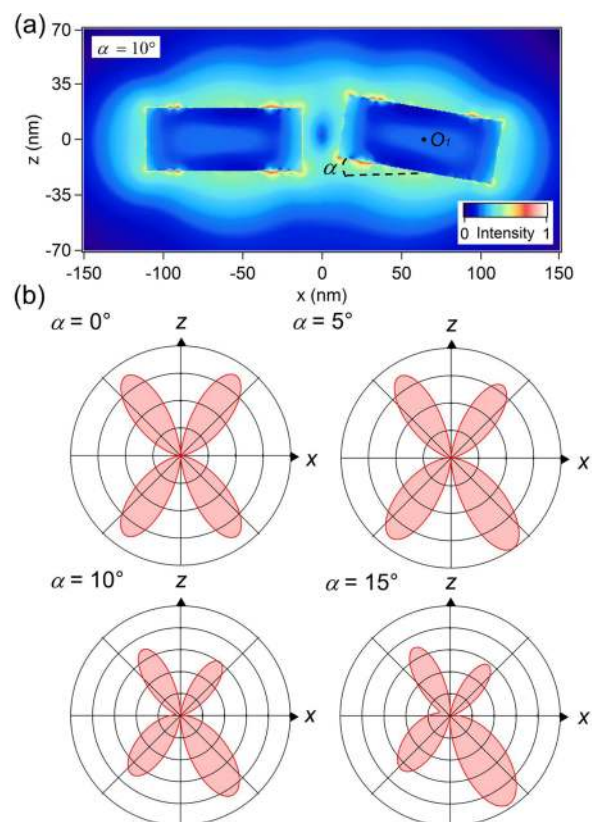 (a)
α = 10°
z (nm)
70
35
0
-35
-70
O₁
α
0 Intensity 1
-150 -100 -50 0 50 100 150
x (nm)
(b)
α = 0° z x
α = 5° z x
α = 10° z x
α = 15° z x